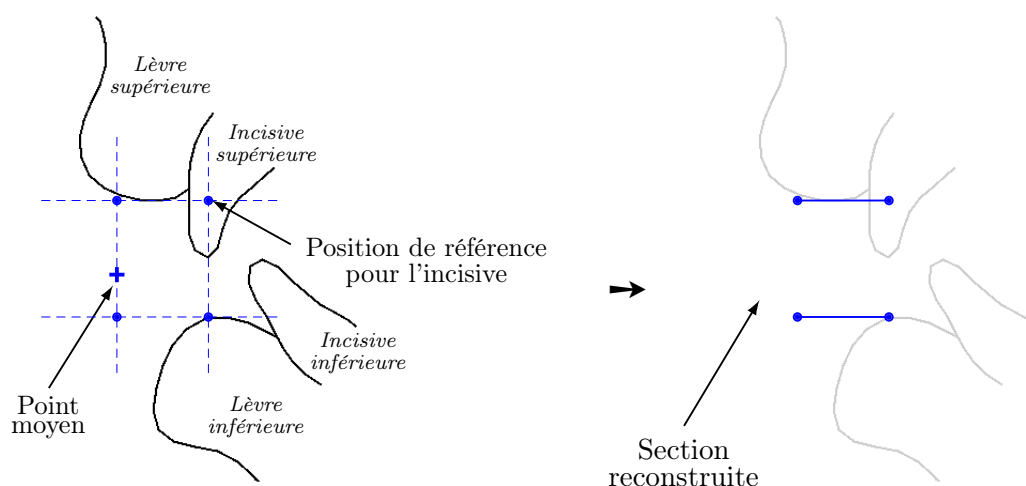 Lèvre
supérieure
Incisive
supérieure
Position de référence
pour l'incisive
Incisive
inférieure
Point
moyen
Lèvre
inférieure
Section
reconstruite